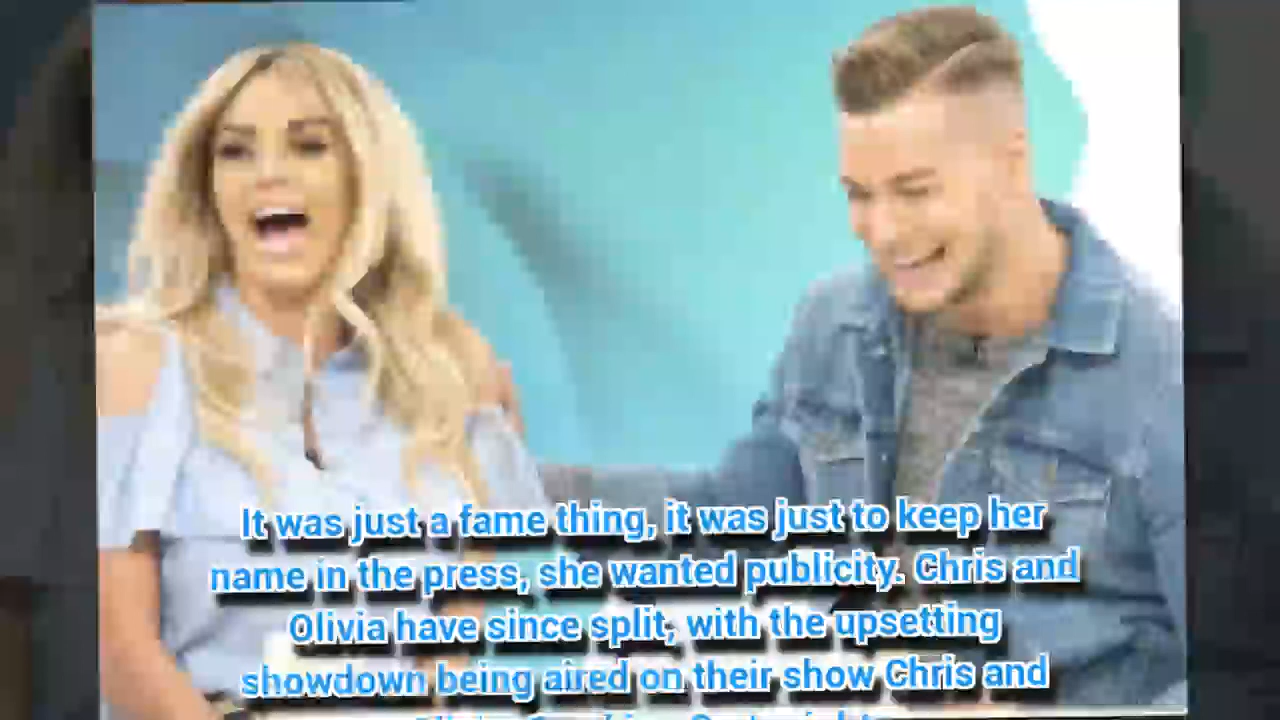 It was just a fame thing, it was just to keep her
name in the press, she wanted publicity. Chris and
Olivia have since split, with the upsetting
showdown being aired on their show Chris and